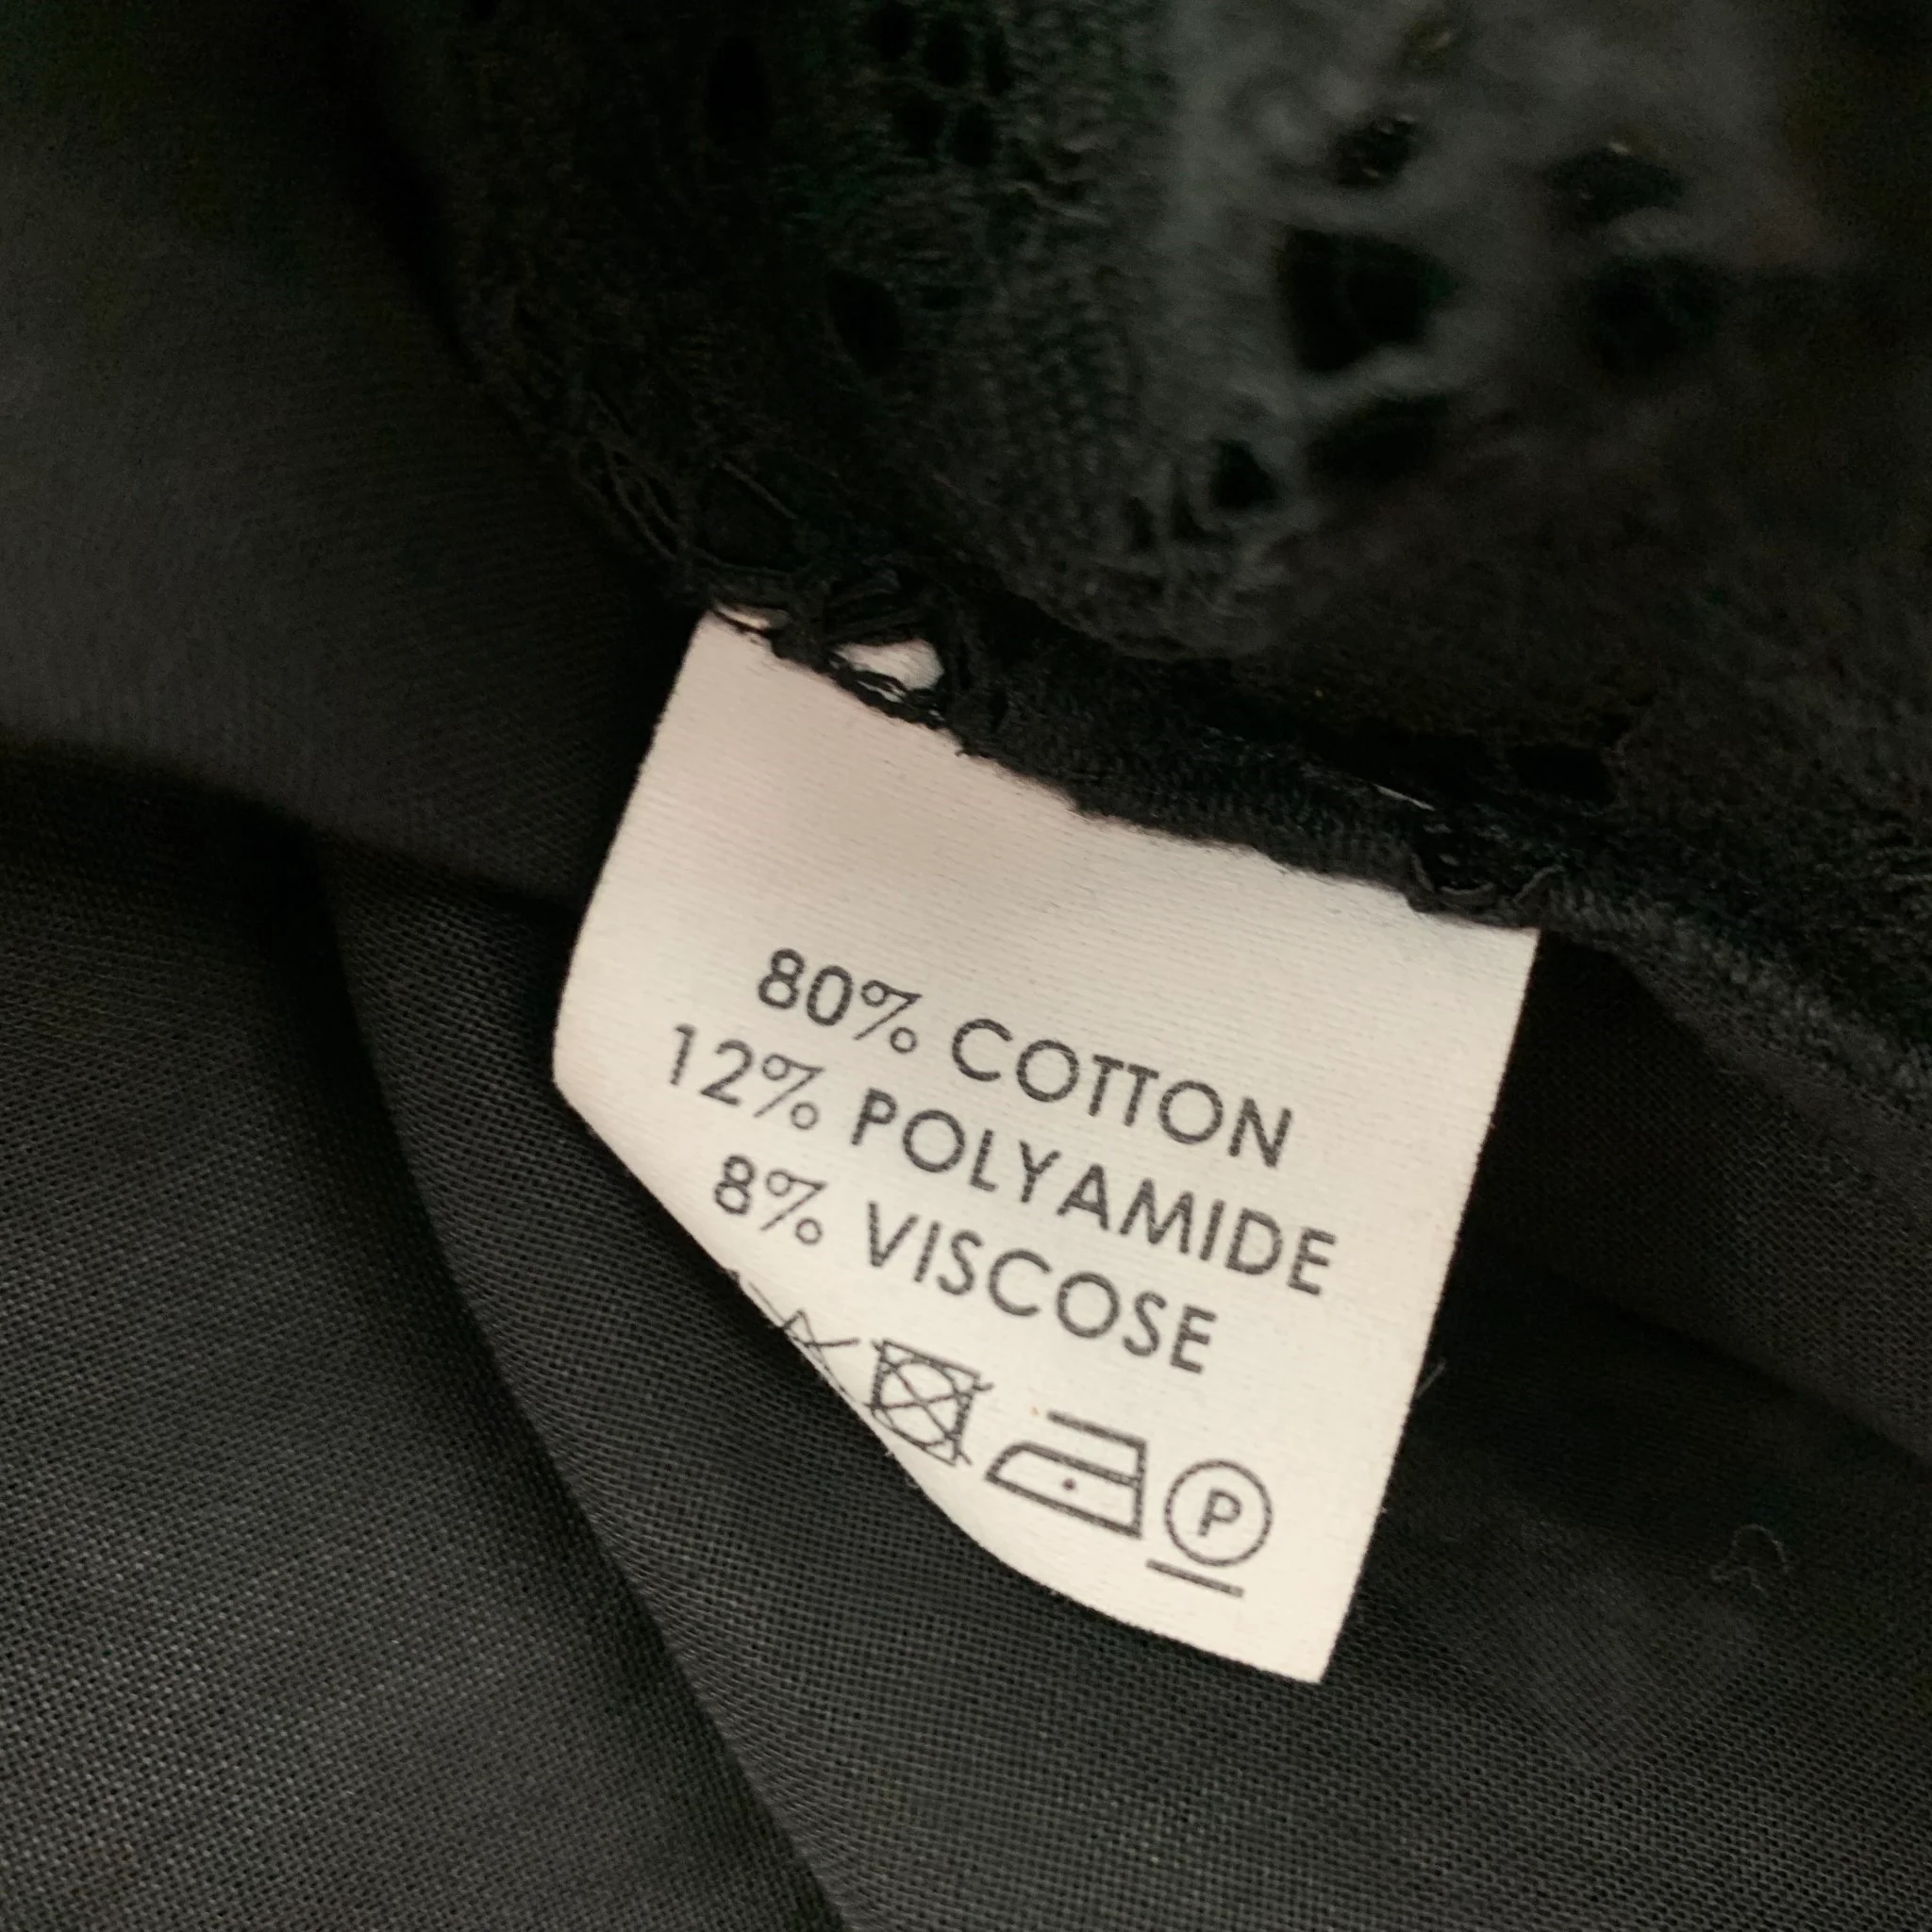 80% COTTON
12% POLYAMIDE
8% VISCOSE
P